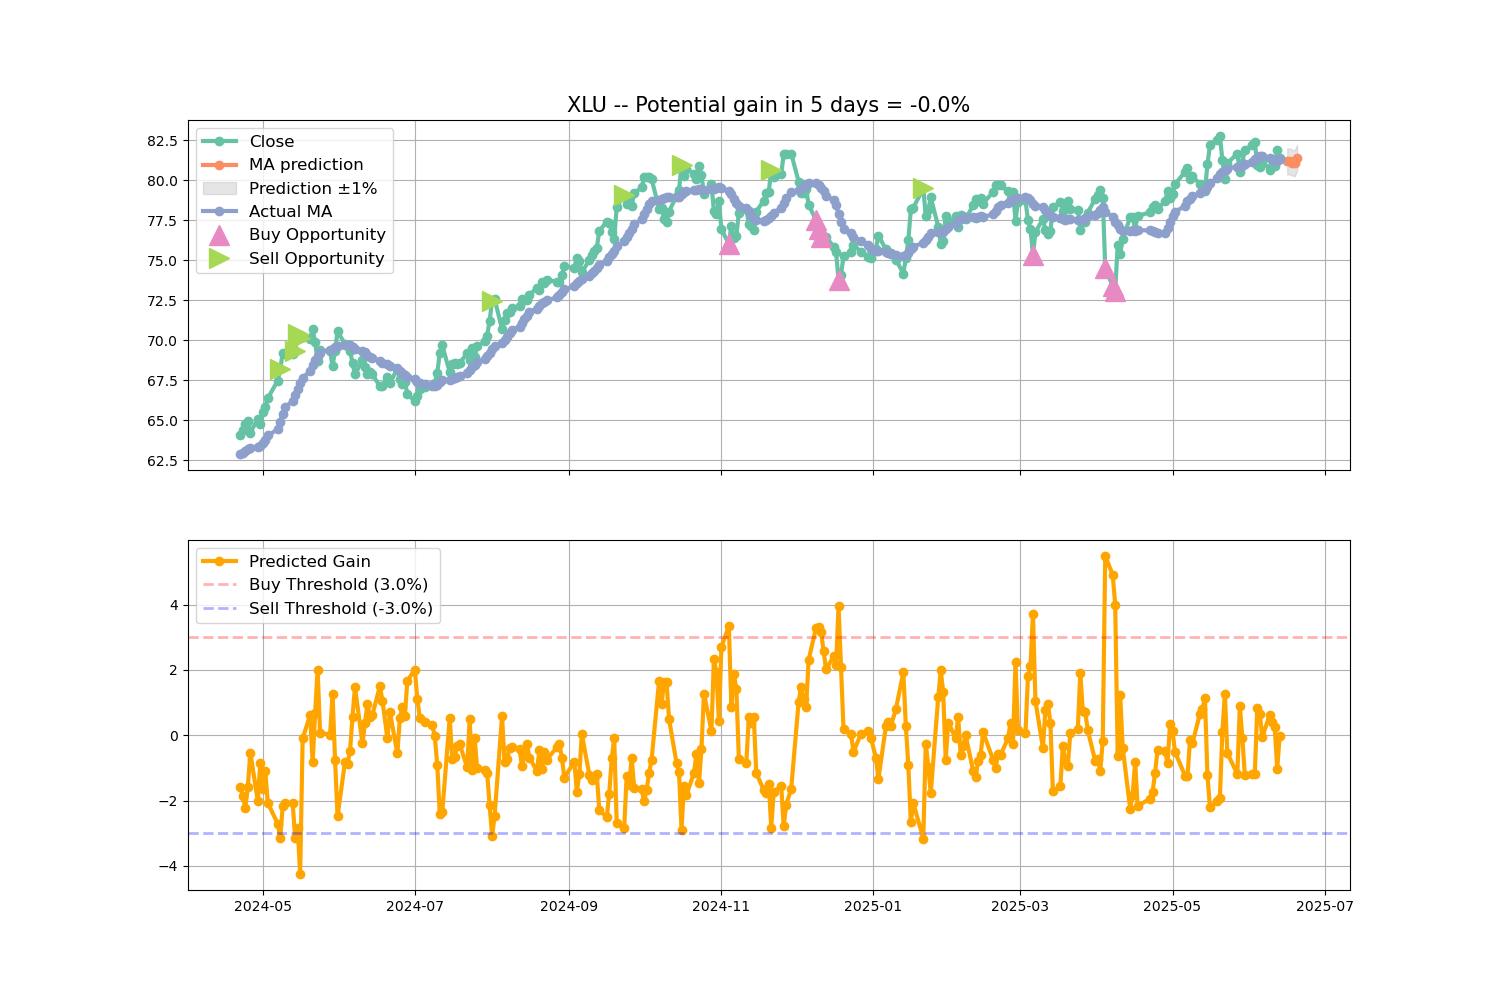 XLU -- Potential gain in 5 days = -0.0%
82.5
80.0
77.5
75.0
72.5
70.0
67.5
65.0
62.5
Close
MA prediction
Prediction ±1%
Actual MA
Buy Opportunity
Sell Opportunity
4
2
0
−2
−4
Predicted Gain
Buy Threshold (3.0%)
Sell Threshold (-3.0%)
2024-05 2024-07 2024-09 2024-11 2025-01 2025-03 2025-05 2025-07